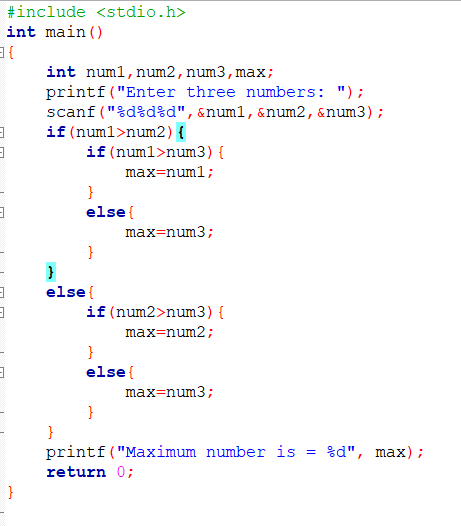 #include <stdio.h>
int main()
{
    int num1,num2,num3,max;
    printf("Enter three numbers: ");
    scanf("%d%d%d",&num1,&num2,&num3);
    if(num1>num2){
        if(num1>num3){
            max=num1;
        }
        else{
            max=num3;
        }
    }
    else{
        if(num2>num3){
            max=num2;
        }
        else{
            max=num3;
        }
    }
    printf("Maximum number is = %d", max);
    return 0;
}